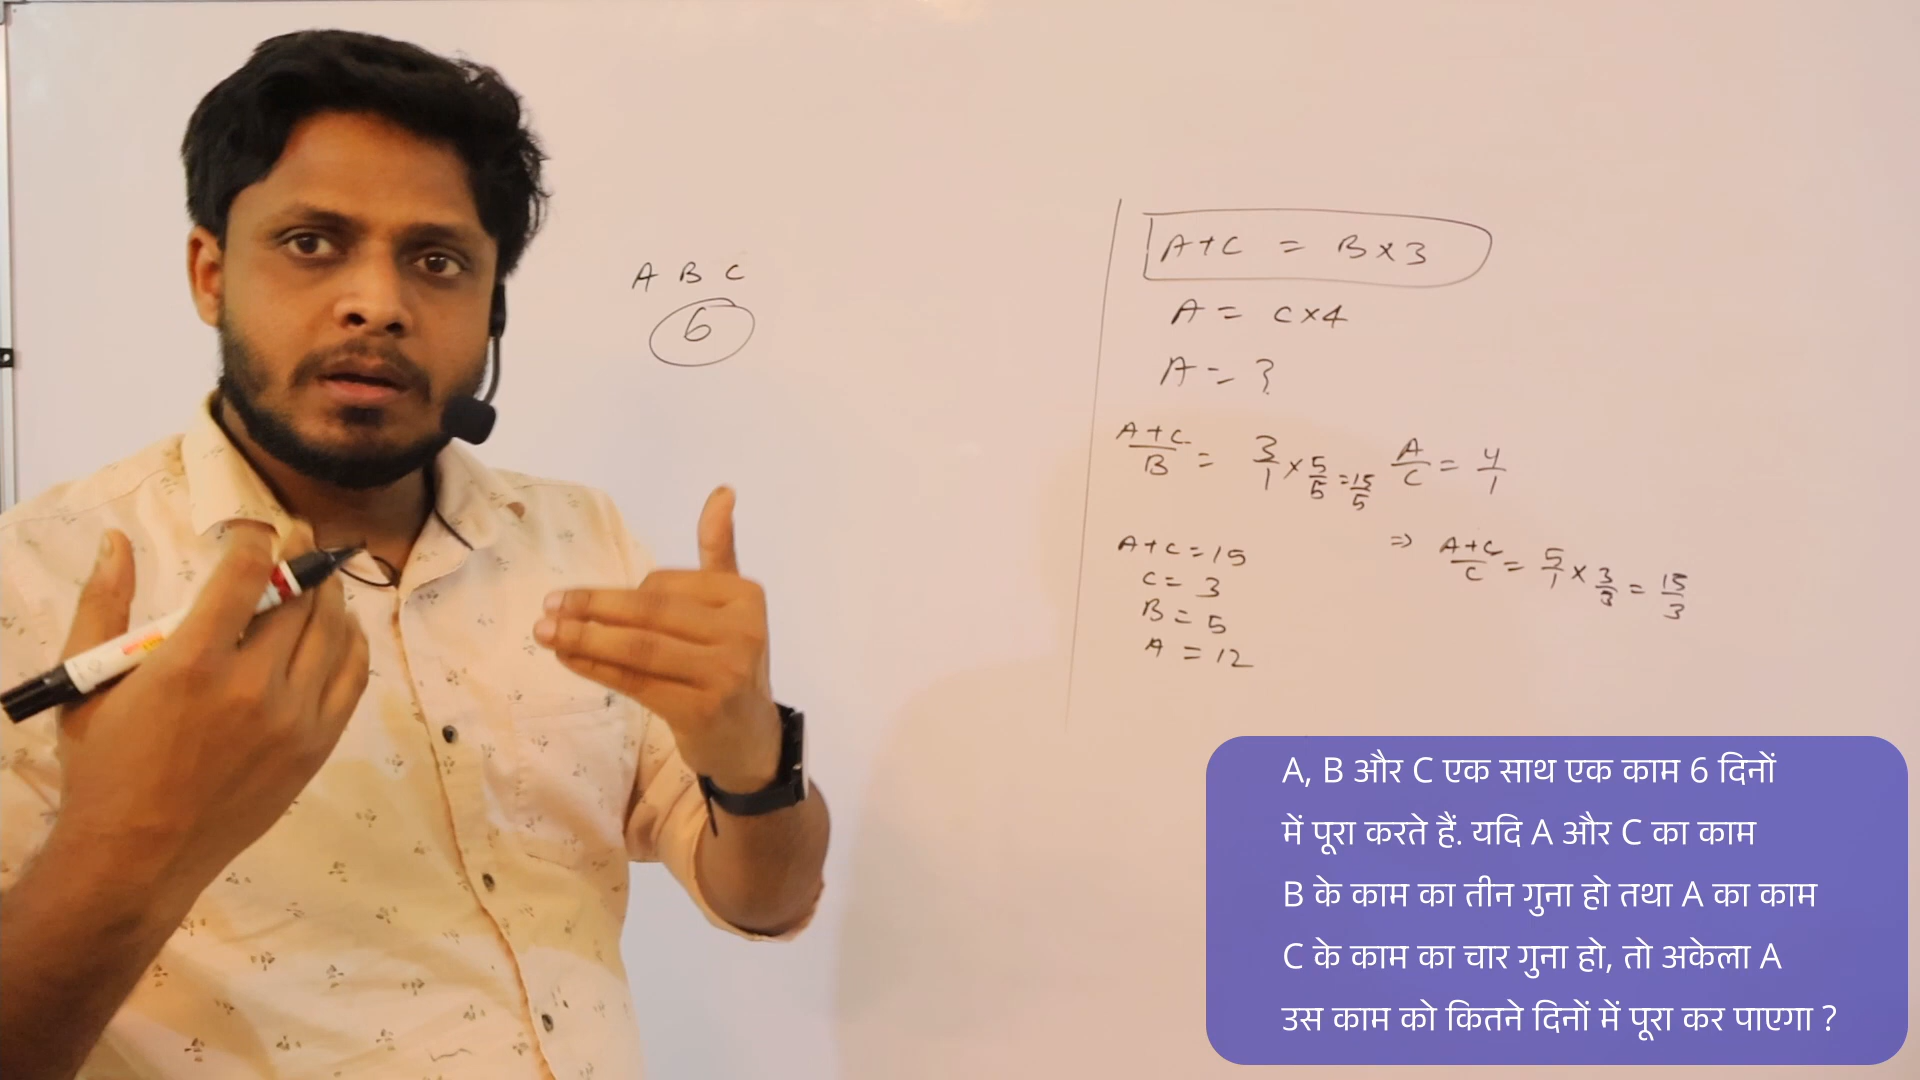 A B C
6
A+C = B×3
A = C×4
A = ?
A+C/B = 3/1 × 5/5 = 15/5
A/C = 4/1
⇒ A+C/C = 5/1 × 3/3 = 15/3
A+C = 15
C = 3
B = 5
A = 12
A, B और C एक साथ एक काम 6 दिनों
में पूरा करते हैं. यदि A और C का काम
B के काम का तीन गुना हो तथा A का काम
C के काम का चार गुना हो, तो अकेला A
उस काम को कितने दिनों में पूरा कर पाएगा ?